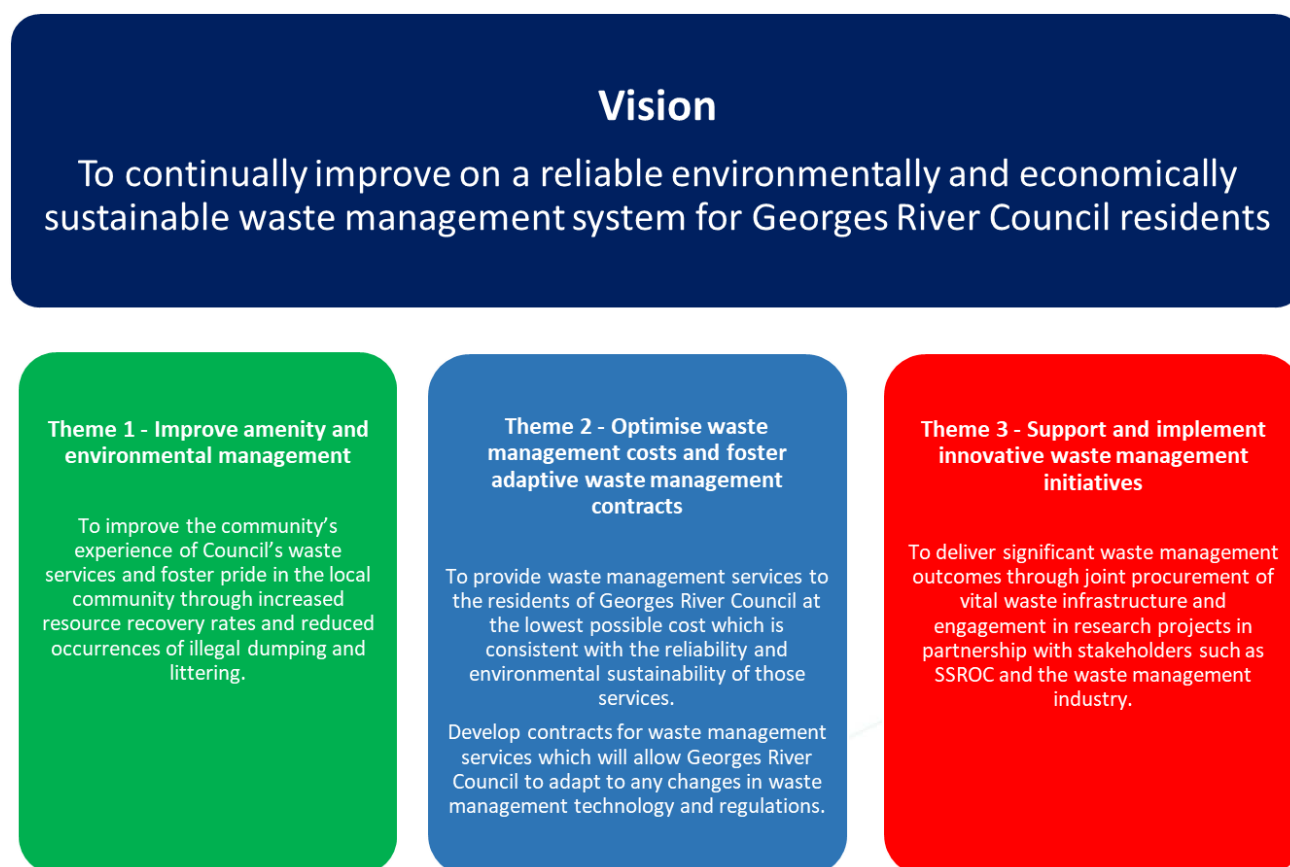 Vision
To continually improve on a reliable environmentally and economically
sustainable waste management system for Georges River Council residents
Theme 1 - Improve amenity and
environmental management
To improve the community’s
experience of Council’s waste
services and foster pride in the local
community through increased
resource recovery rates and reduced
occurrences of illegal dumping and
littering.
Theme 2 - Optimise waste
management costs and foster
adaptive waste management
contracts
To provide waste management services to
the residents of Georges River Council at
the lowest possible cost which is
consistent with the reliability and
environmental sustainability of those
services.
Develop contracts for waste management
services which will allow Georges River
Council to adapt to any changes in waste
management technology and regulations.
Theme 3 - Support and implement
innovative waste management
initiatives
To deliver significant waste management
outcomes through joint procurement of
vital waste infrastructure and
engagement in research projects in
partnership with stakeholders such as
SSROC and the waste management
industry.